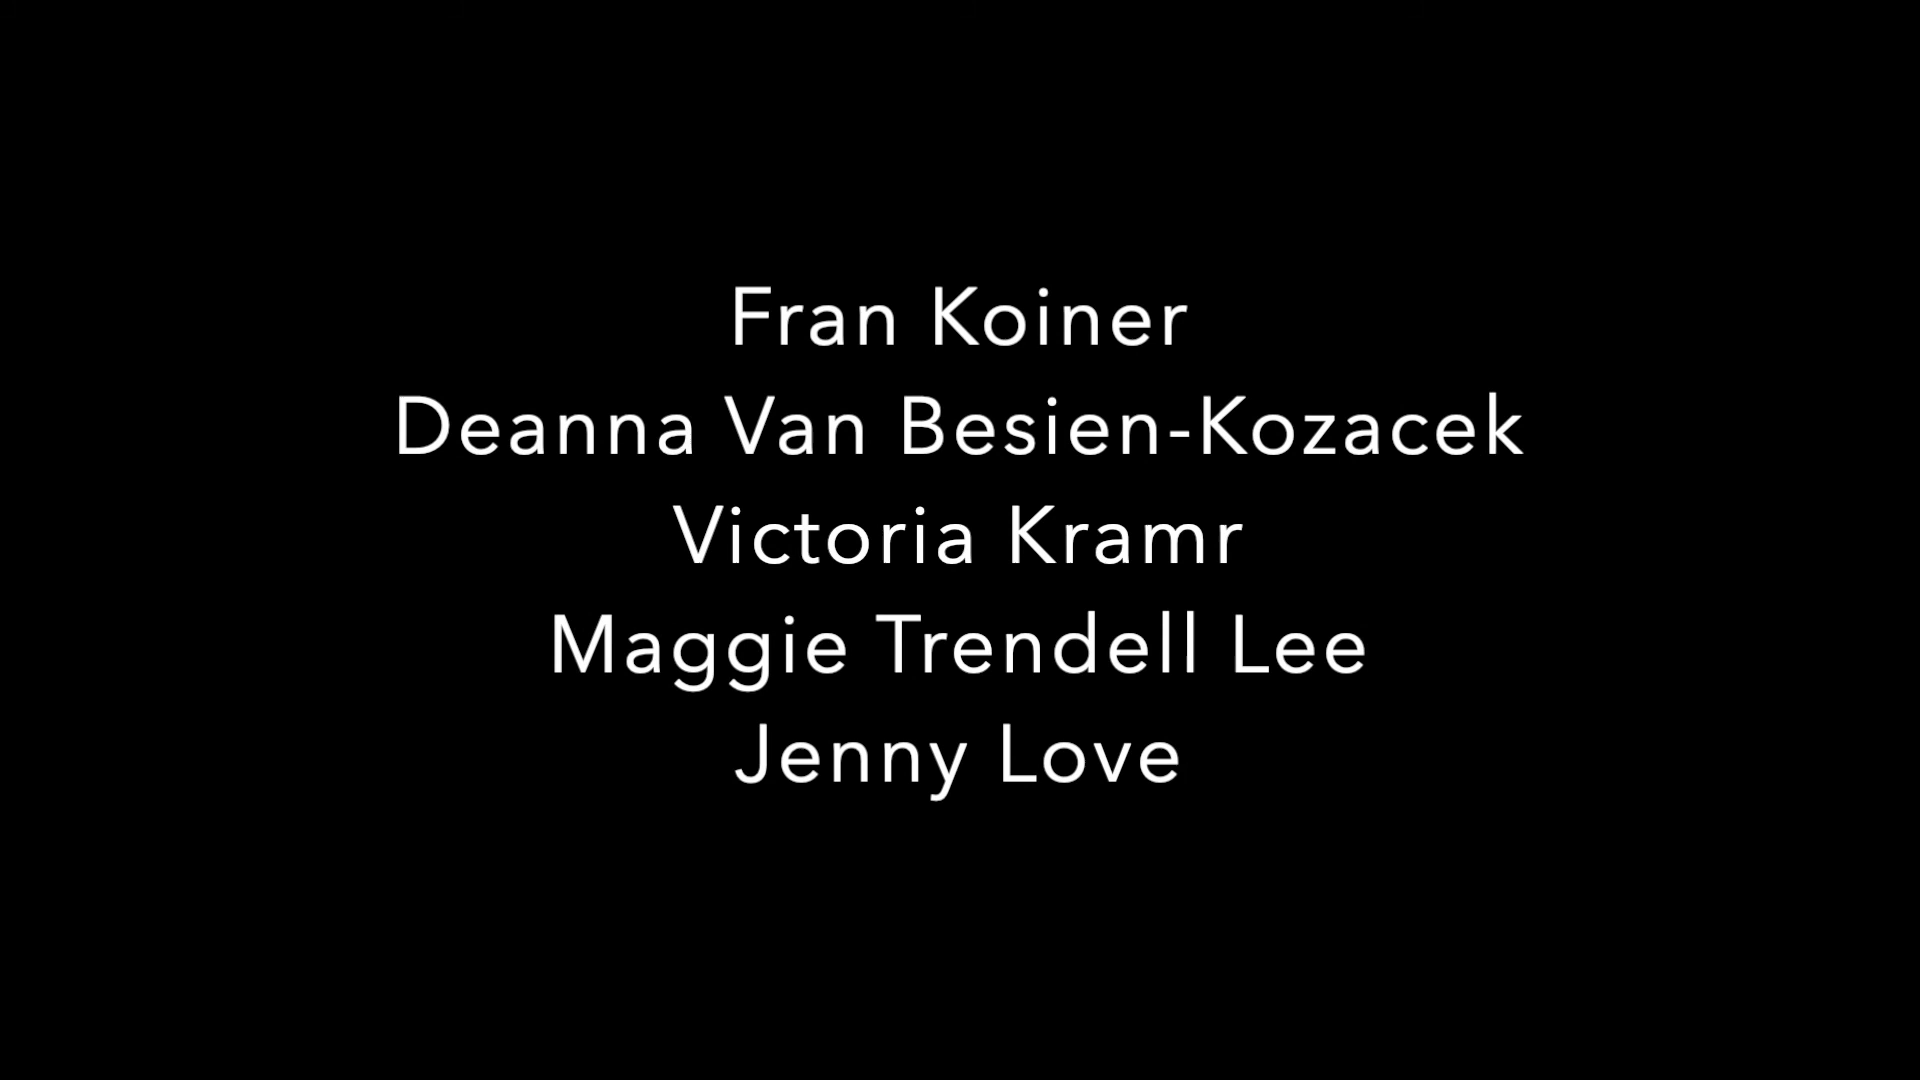 Fran Koiner
Deanna Van Besien-Kozacek
Victoria Kramr
Maggie Trendell Lee
Jenny Love